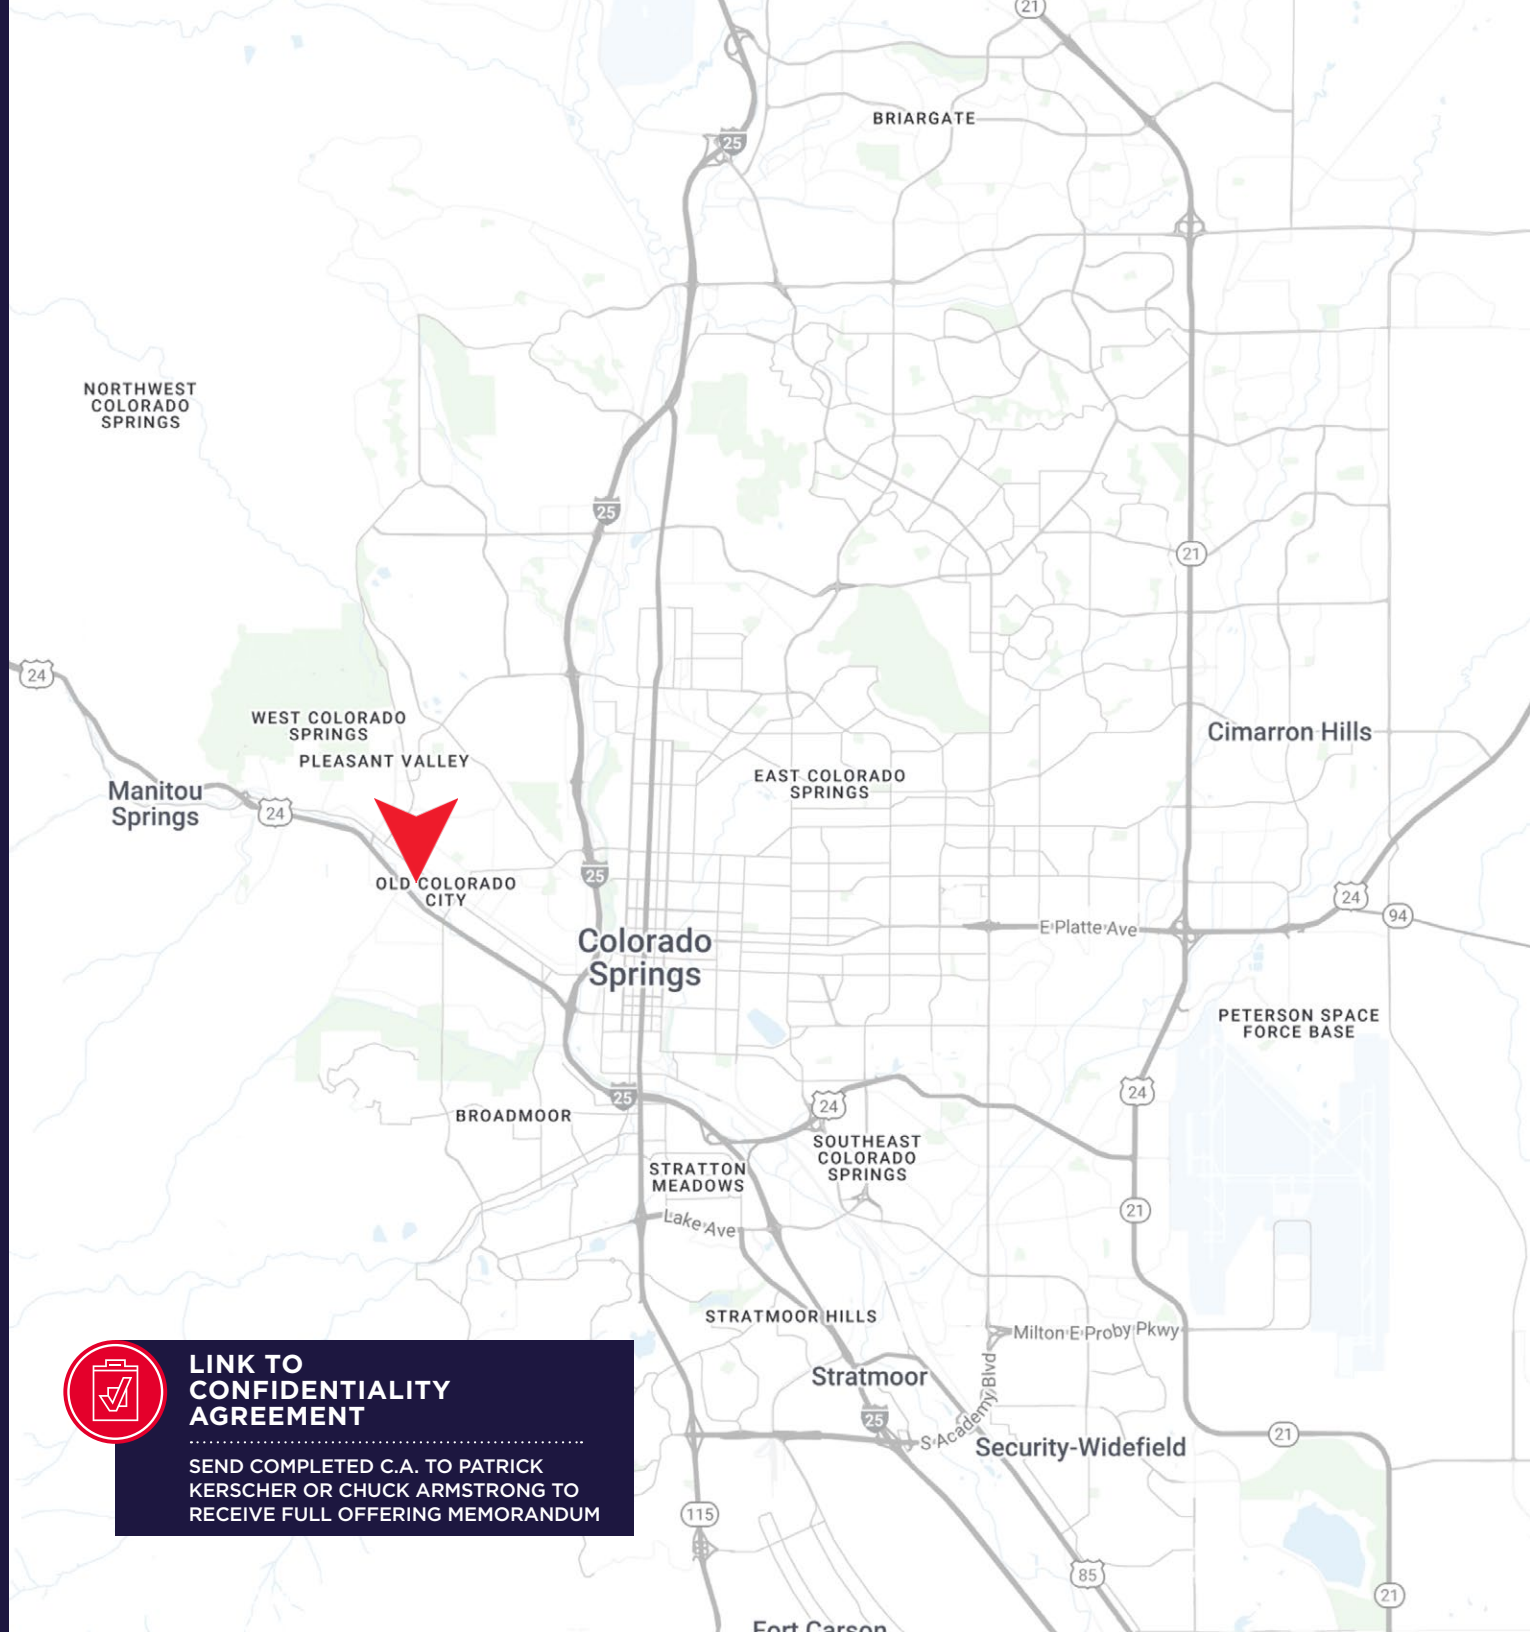 21
BRIARGATE
25
NORTHWEST
COLORADO
SPRINGS
25
21
24
WEST COLORADO
SPRINGS
PLEASANT VALLEY
Cimarron Hills
EAST COLORADO
SPRINGS
Manitou
Springs
24
25
OLD COLORADO
CITY
24
94
E Platte Ave
Colorado
Springs
PETERSON SPACE
FORCE BASE
24
25
24
BROADMOOR
SOUTHEAST
COLORADO
SPRINGS
STRATTON
MEADOWS
21
Lake Ave
STRATMOOR HILLS
Milton E Proby Pkwy
Stratmoor
25
S Academy Blvd
21
Security-Widefield
LINK TO
CONFIDENTIALITY
AGREEMENT
SEND COMPLETED C.A. TO PATRICK
KERSCHER OR CHUCK ARMSTRONG TO
RECEIVE FULL OFFERING MEMORANDUM
115
85
21
Fort Carson